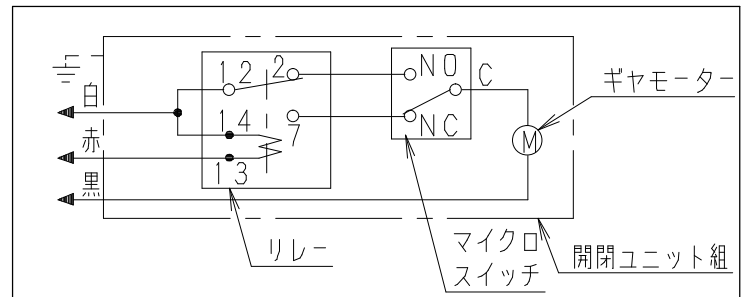 白
赤
黒
12
2
14
7
13
NO
C
NC
M
ギヤモーター
リレー
マイクロ
スイッチ
開閉ユニット組